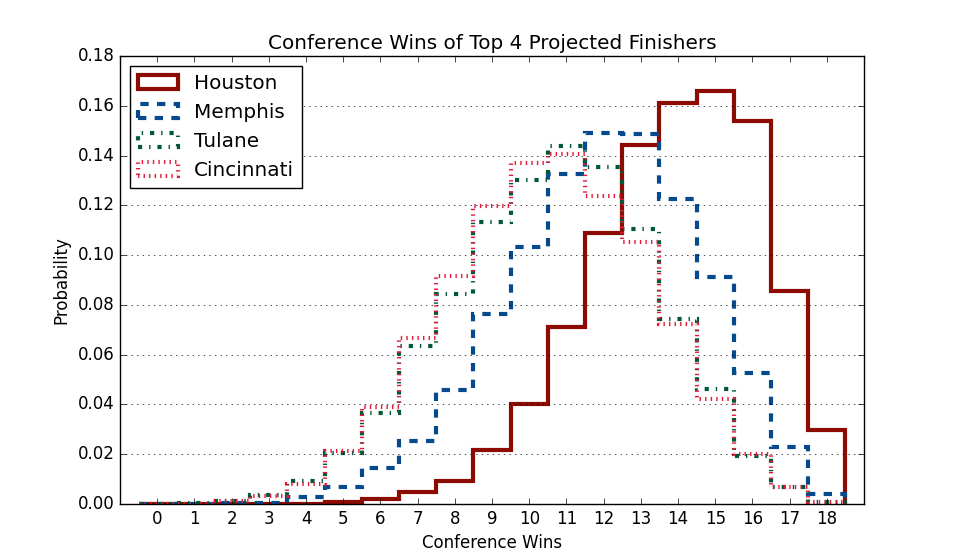 Conference Wins of Top 4 Projected Finishers
0.18
0.16
0.14
0.12
0.10
0.08
0.06
0.04
0.02
0.00
Probability
Houston
Memphis
Tulane
Cincinnati
0 1 2 3 4 5 6 7 8 9 10 11 12 13 14 15 16 17 18
Conference Wins